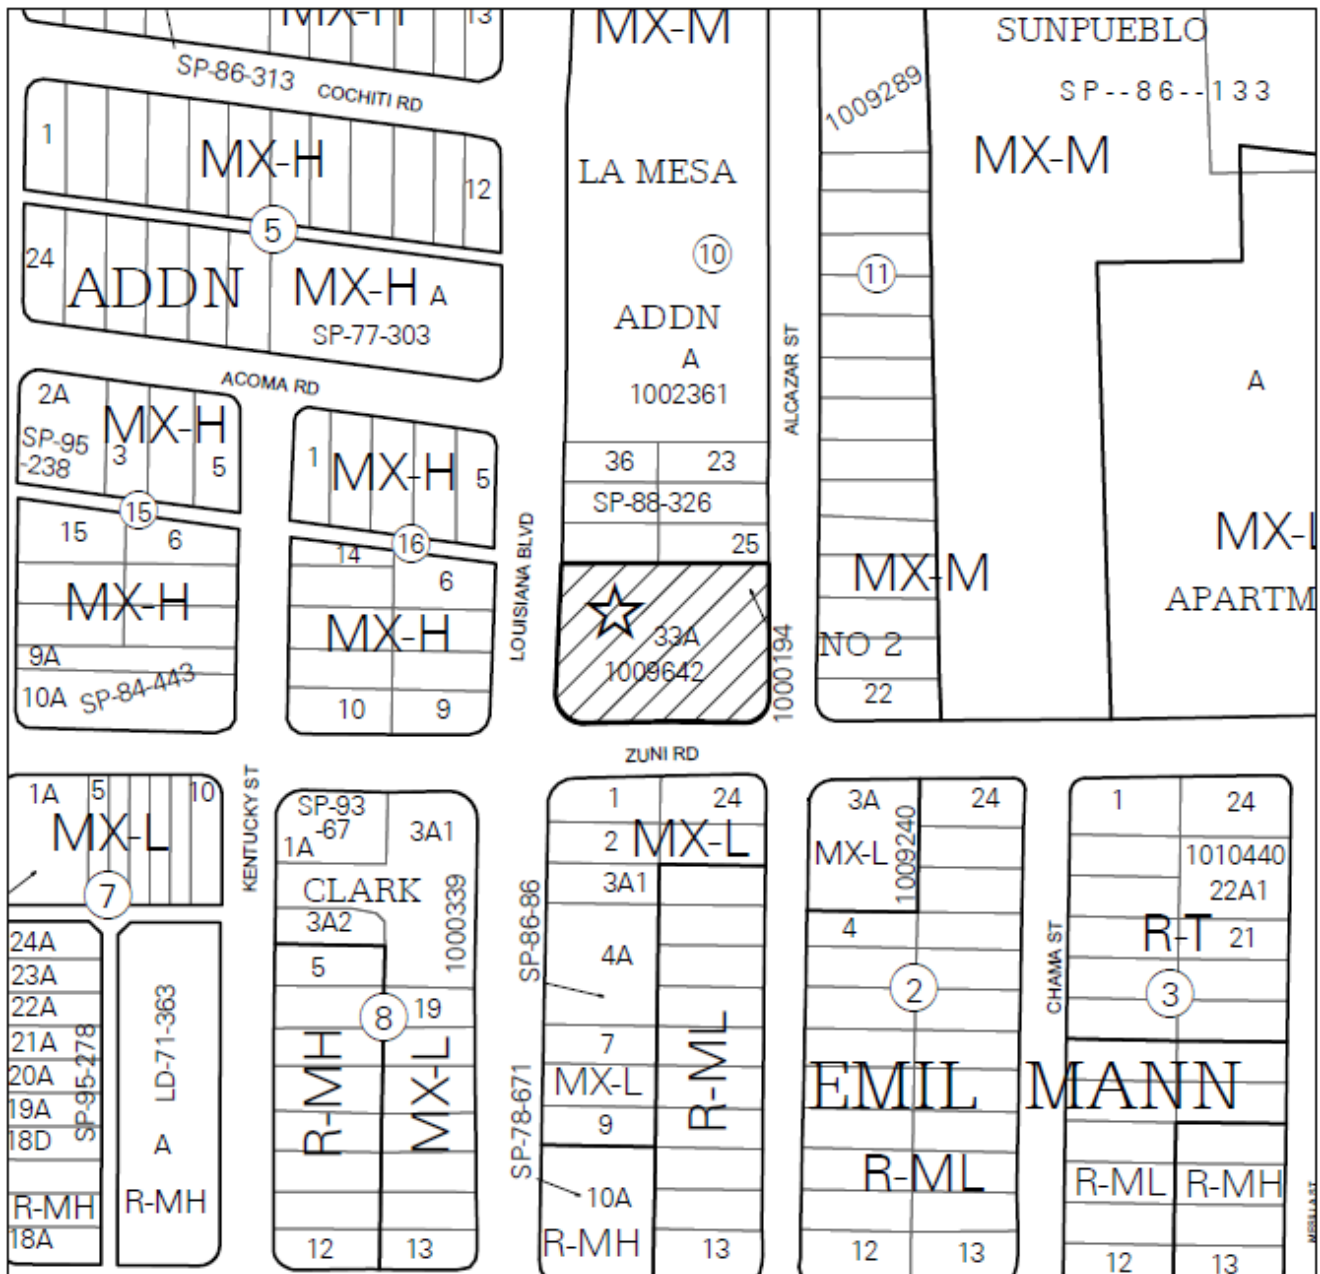 MX-H
13
SP-86-313
COCHITI RD
1
MX-H
12
5
24
ADDN
MX-H A
SP-77-303
ACOMA RD
2A
MX-H
SP-95
-238
3
5
15
15
6
MX-H
9A
10A
SP-84-443
1
MX-H
5
16
14
6
MX-H
10
9
LOUISIANA BLVD
MX-M
LA MESA
10
ADDN
A
1002361
36
23
SP-88-326
25
33A
1009642
1000194
ALCAZAR ST
1009289
11
MX-M
NO 2
22
SUNPUEBLO
SP--86--133
MX-M
A
MX-L
APARTM
ZUNI RD
1A
5
10
MX-L
7
24A
23A
22A
21A
20A
19A
18D
SP-95-278
R-MH
18A
LD-71-363
A
R-MH
KENTUCKY ST
SP-93
-67
1A
3A1
CLARK
3A2
1000339
5
8
19
R-MH
MX-L
12
13
SP-86-86
SP-78-671
1
24
2
MX-L
3A1
4A
7
MX-L
9
R-ML
10A
R-MH
13
3A
24
MX-L
1009240
4
2
EMIL MANN
R-ML
12
13
CHAMA ST
1
24
1010440
22A1
R-T
21
3
R-ML
R-MH
12
13